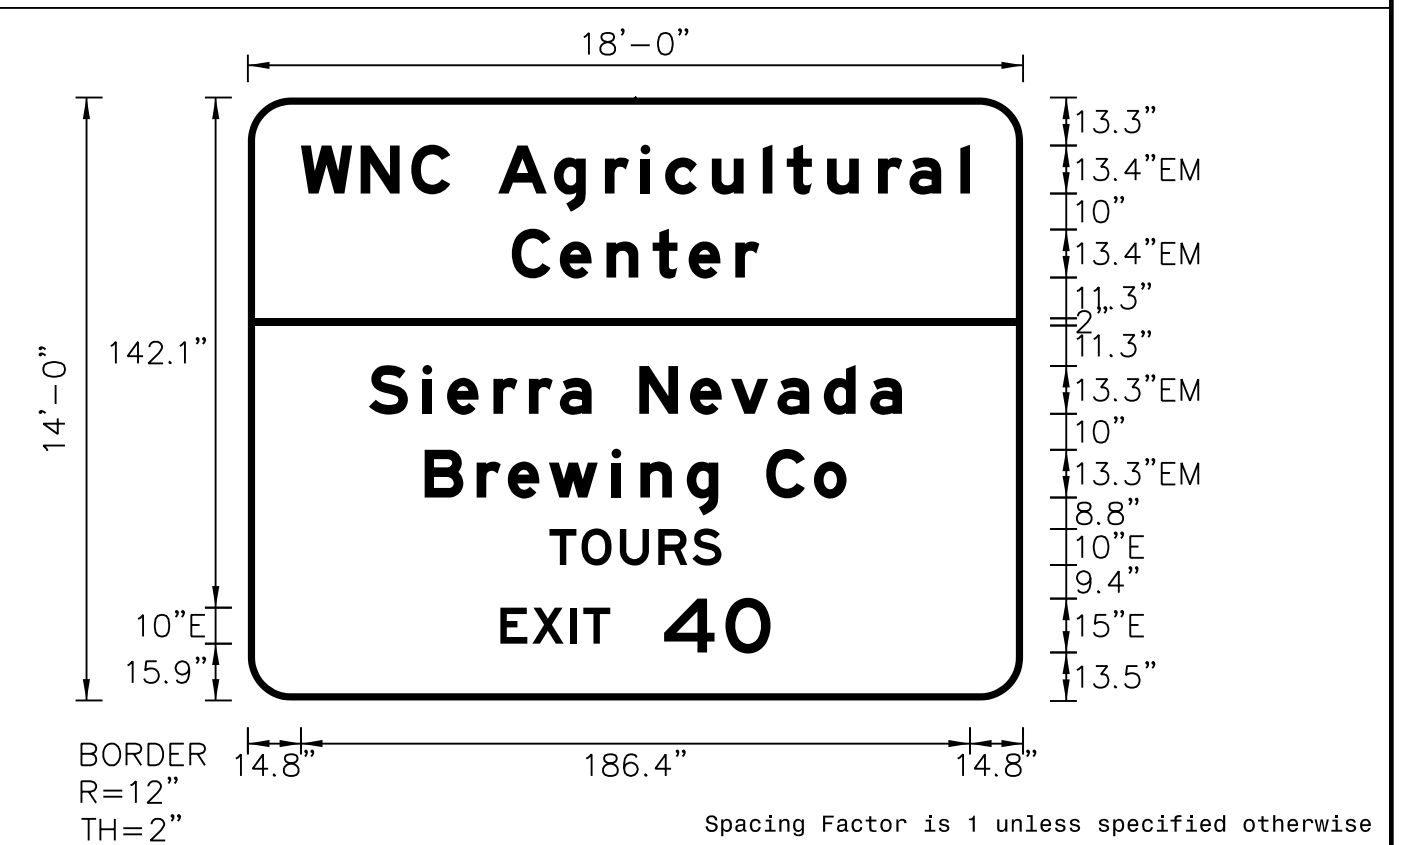 18'-0"
WNC Agricultural
Center
Sierra Nevada
Brewing Co
TOURS
EXIT 40
14'-0"
142.1"
10"E
15.9"
13.3"
13.4"EM
10"
13.4"EM
11.3"
2"
11.3"
13.3"EM
10"
13.3"EM
8.8"
10"E
9.4"
15"E
13.5"
14.8" 186.4" 14.8"
BORDER
R=12"
TH=2"
Spacing Factor is 1 unless specified otherwise